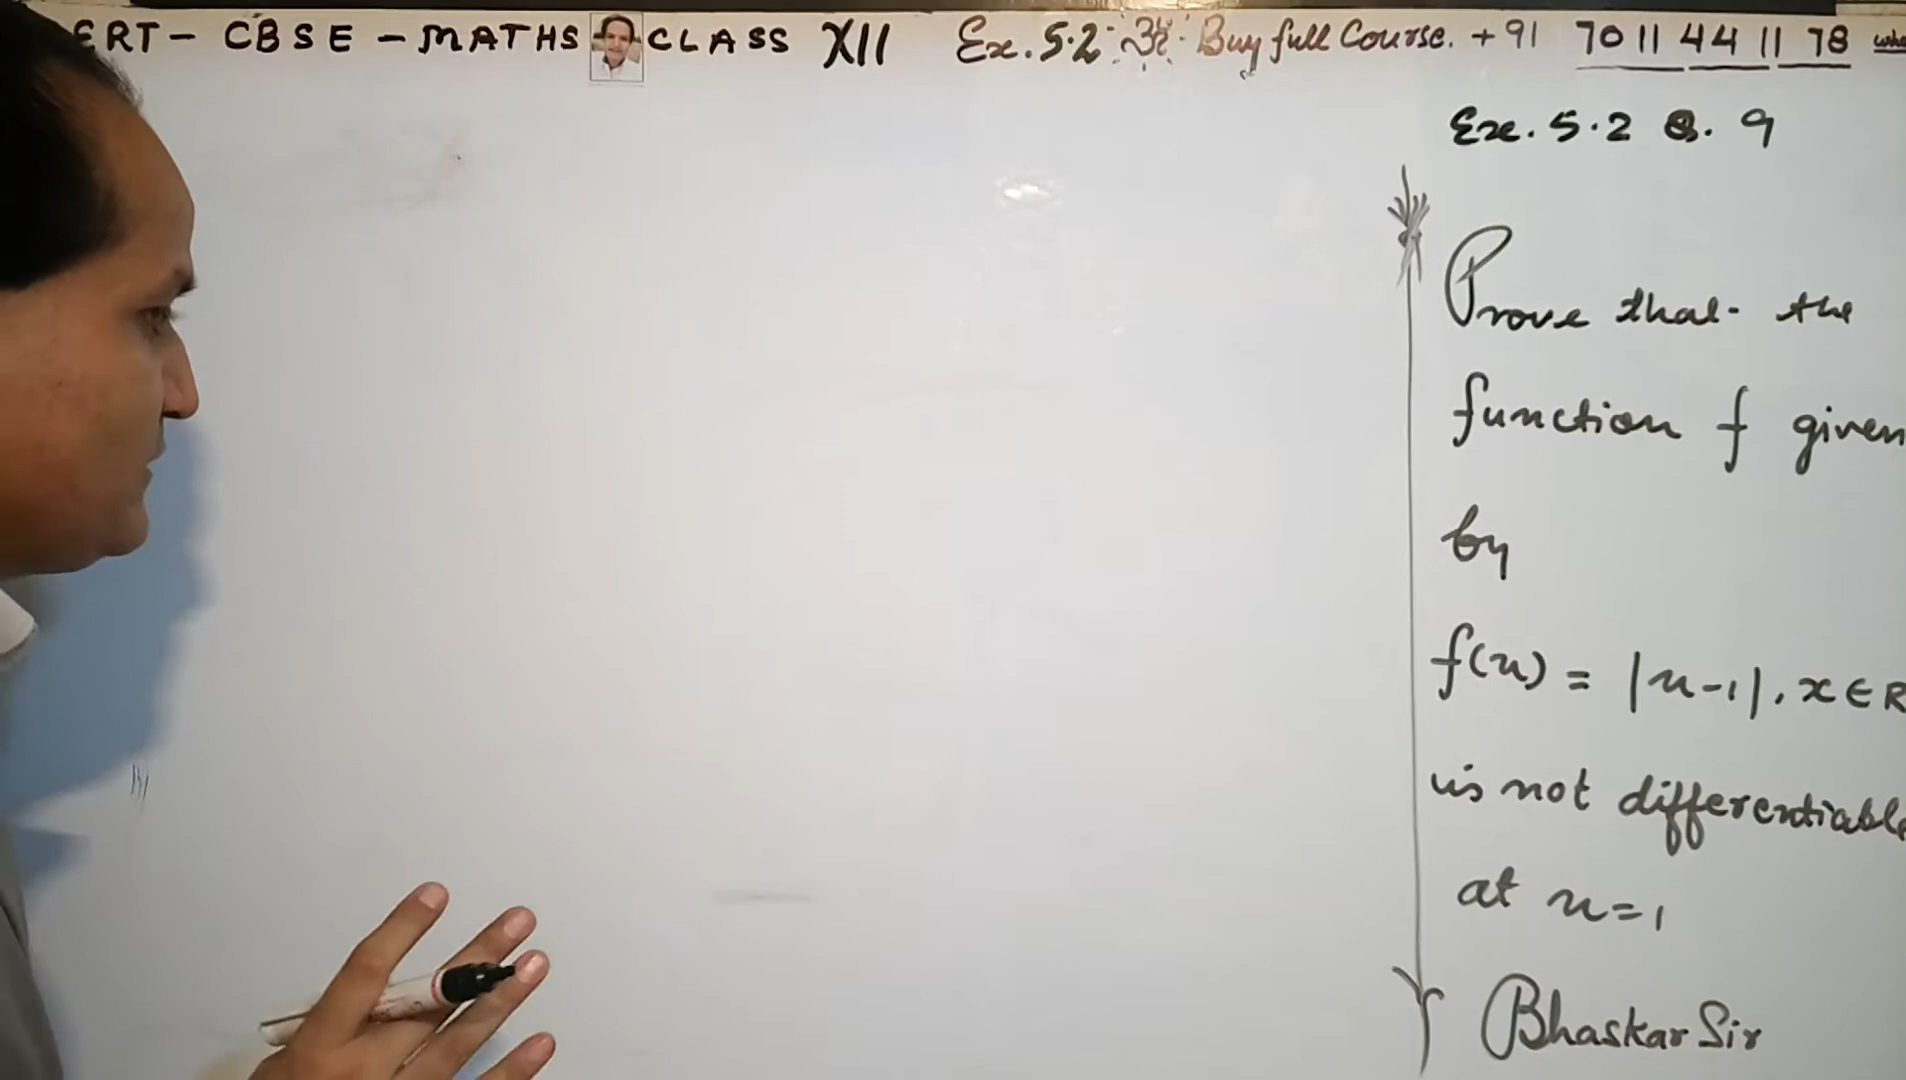 ERT - CBSE - MATHS - CLASS XII Ex. 5.2 Buy full Course. +91 70 11 44 11 78
Ex. 5.2 Q. 9
Prove that the
function f given
by
f(x) = |x-1|, x ∈ R
is not differentiable
at x=1
Bhaskar Sir